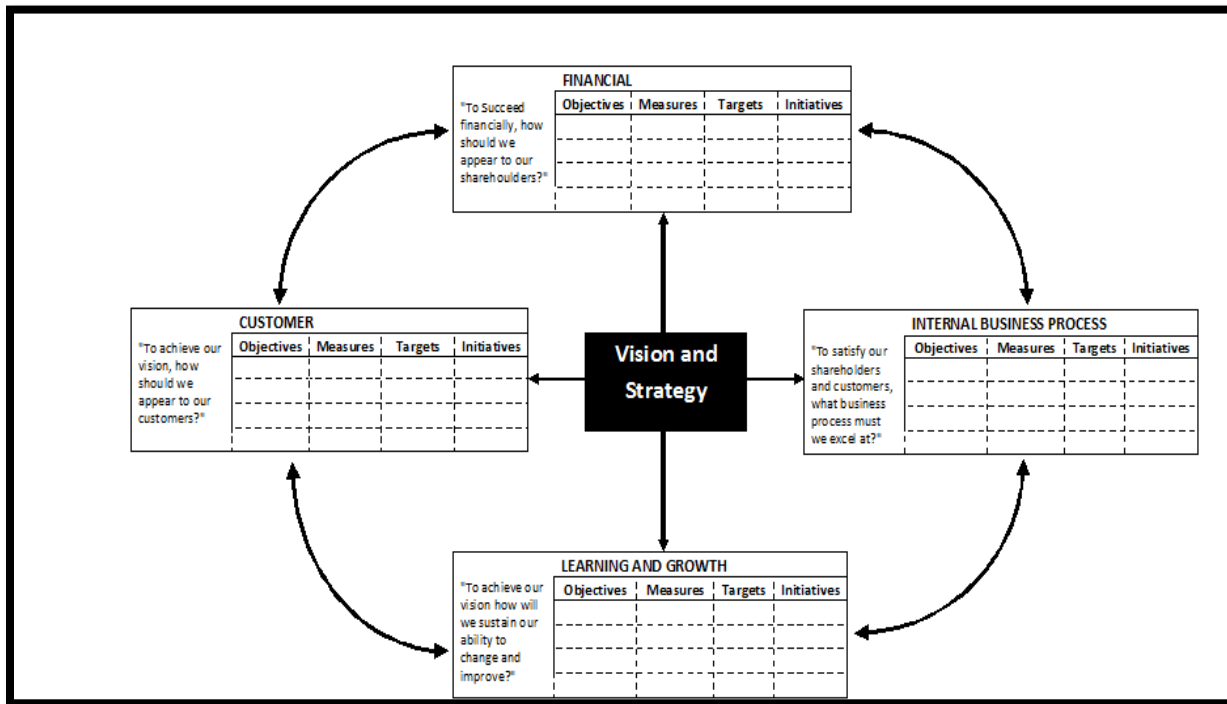 FINANCIAL
"To Succeed
financially, how
should we
appear to our
sharehoulders?"
Objectives Measures Targets Initiatives
CUSTOMER
"To achieve our
vision, how
should we
appear to our
customers?"
Objectives Measures Targets Initiatives
Vision and
Strategy
INTERNAL BUSINESS PROCESS
"To satisfy our
shareholders
and customers,
what business
process must
we excel at?"
Objectives Measures Targets Initiatives
LEARNING AND GROWTH
"To achieve our
vision how will
we sustain our
ability to
change and
improve?"
Objectives Measures Targets Initiatives